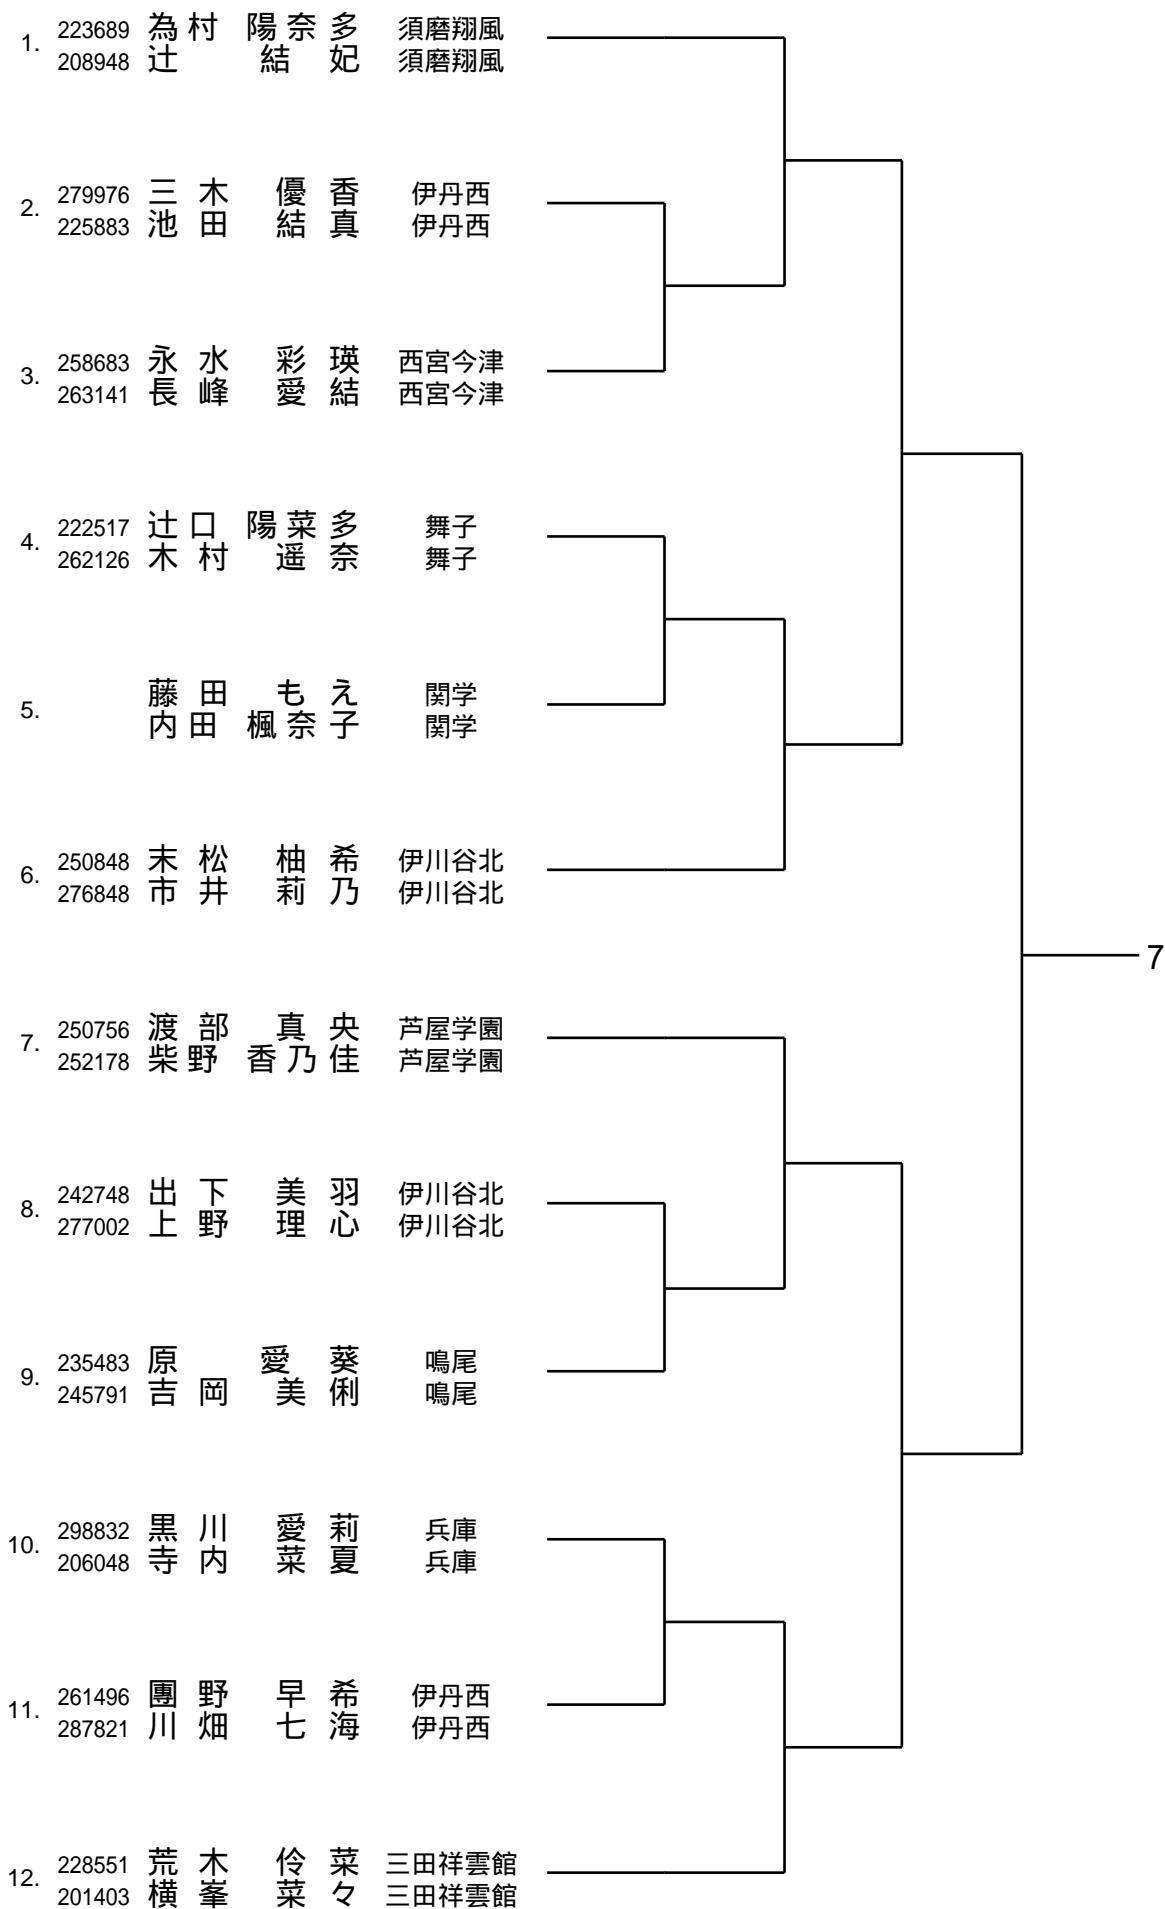 1. 223689 為村 陽奈多 須磨翔風
208948 辻 結妃 須磨翔風
2. 279976 三木 優香 伊丹西
225883 池田 結真 伊丹西
3. 258683 永水 彩瑛 西宮今津
263141 長峰 愛結 西宮今津
4. 222517 辻口 陽菜多 舞子
262126 木村 遥奈 舞子
5. 藤田 もえ 関学
内田 楓奈子 関学
6. 250848 末松 柚希 伊川谷北
276848 市井 莉乃 伊川谷北
7
7. 250756 渡部 真央 芦屋学園
252178 柴野 香乃佳 芦屋学園
8. 242748 出下 美羽 伊川谷北
277002 上野 理心 伊川谷北
9. 235483 原 愛葵 鳴尾
245791 吉岡 美俐 鳴尾
10. 298832 黒川 愛莉 兵庫
206048 寺内 菜夏 兵庫
11. 261496 團野 早希 伊丹西
287821 川畑 七海 伊丹西
12. 228551 荒木 伶菜 三田祥雲館
201403 横峯 菜々 三田祥雲館